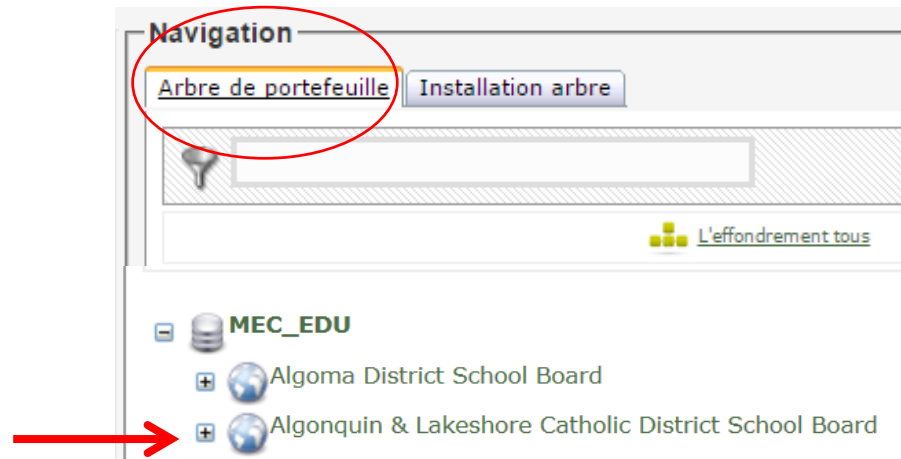 Navigation
Arbre de portefeuille Installation arbre
L'effondrement tous
MEC_EDU
Algoma District School Board
Algonquin & Lakeshore Catholic District School Board